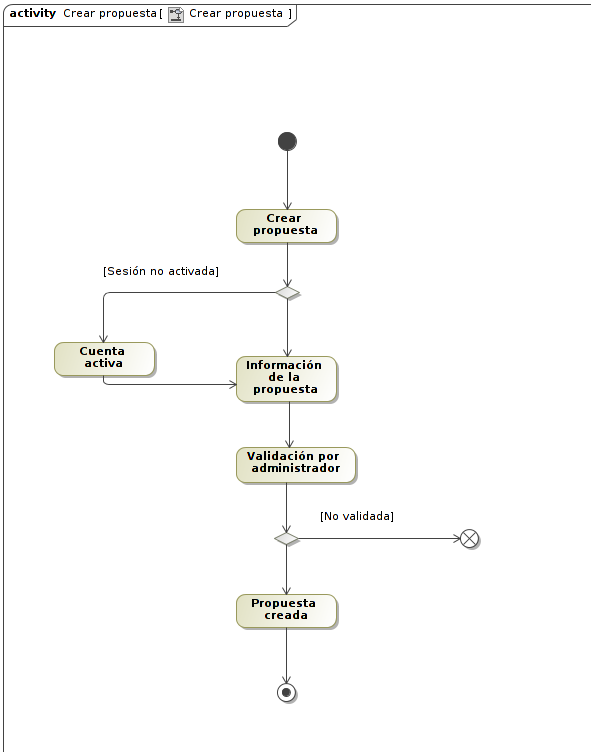 activity Crear propuesta[ Crear propuesta ]
Crear
propuesta
[Sesión no activada]
Cuenta
activa
Información
de la
propuesta
Validación por
administrador
[No validada]
Propuesta
creada